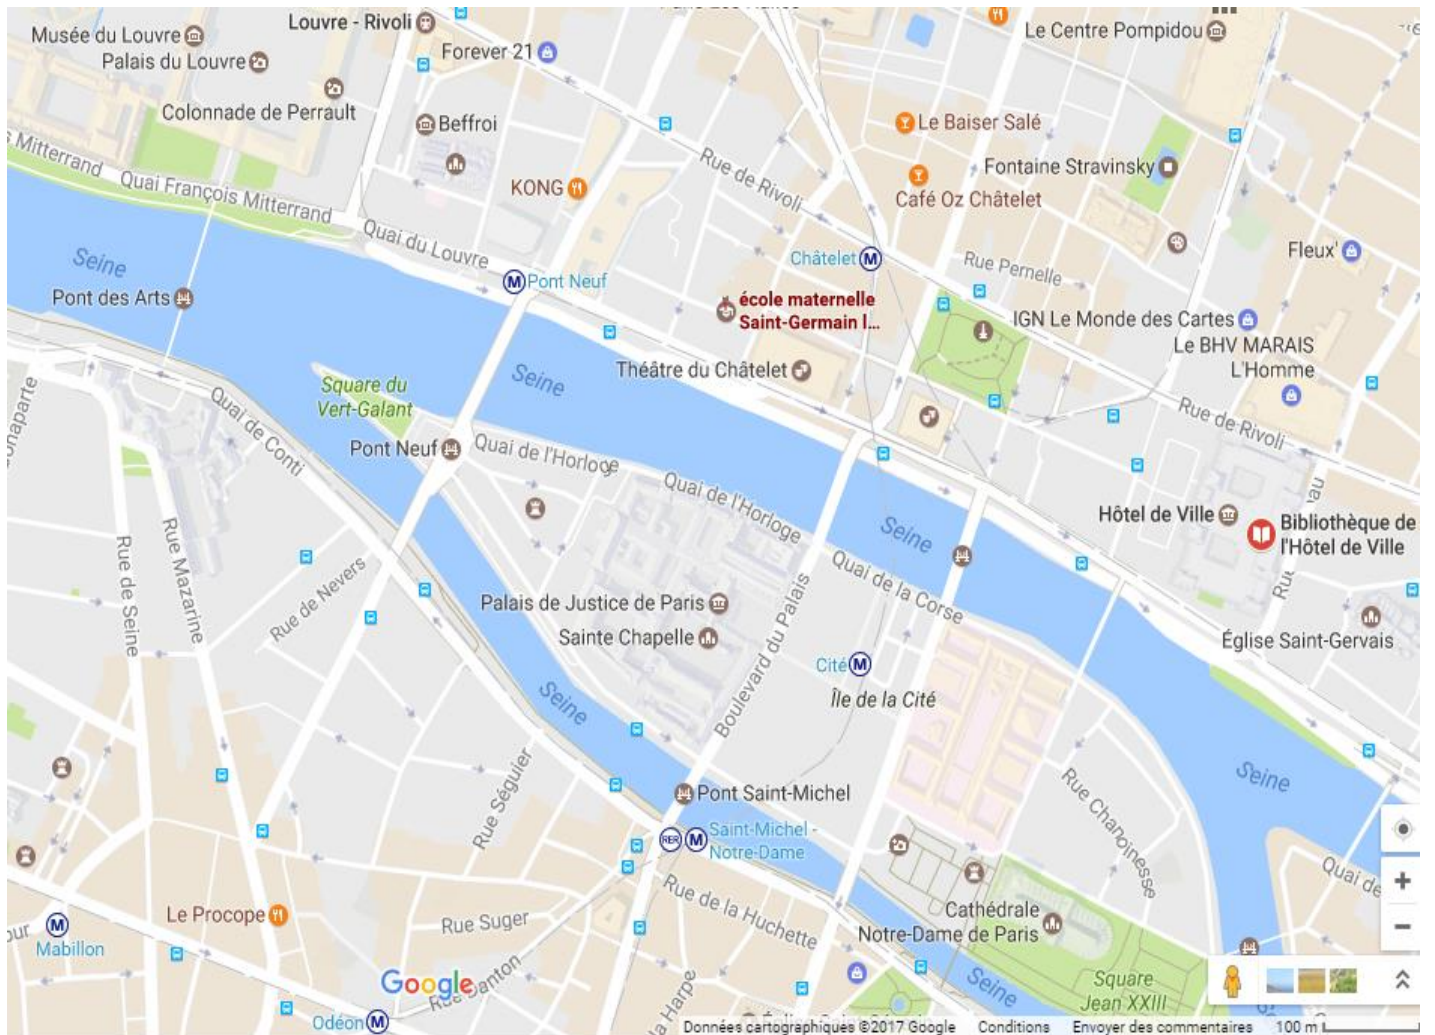 Louvre - Rivoli
Musée du Louvre
Palais du Louvre
Forever 21
Le Centre Pompidou
Colonnade de Perrault
Beffroi
Le Baiser Salé
Mitterrand
Quai François Mitterrand
KONG
Rue de Rivoli
Fontaine Stravinsky
Café Oz Châtelet
Quai du Louvre
Seine
Châtelet
Rue Pernelle
Fleux'
Pont des Arts
Pont Neuf
école maternelle
Saint-Germain l...
IGN Le Monde des Cartes
Le BHV MARAIS
L'Homme
Square du
Vert-Galant
Seine
Théâtre du Châtelet
Rue de Rivoli
Quai de Conti
Pont Neuf
Quai de l'Horloge
Quai de l'Horloge
Seine
Hôtel de Ville
Bibliothèque de
l'Hôtel de Ville
Rue de Seine
Rue Mazarine
Rue de Nevers
Palais de Justice de Paris
Sainte Chapelle
Boulevard du Palais
Quai de la Corse
Église Saint-Gervais
Cité
Île de la Cité
Seine
Rue Séguier
Pont Saint-Michel
Seine
Rue Chanoinesse
RER
Saint-Michel -
Notre-Dame
Quai de
Rue de la Huchette
Le Procope
Rue Suger
Cathédrale
Notre-Dame de Paris
Mabillon
Google
Danton
la Harpe
Seine
Square
Jean XXIII
Odéon
Données cartographiques ©2017 Google Conditions Envoyer des commentaires 100 m